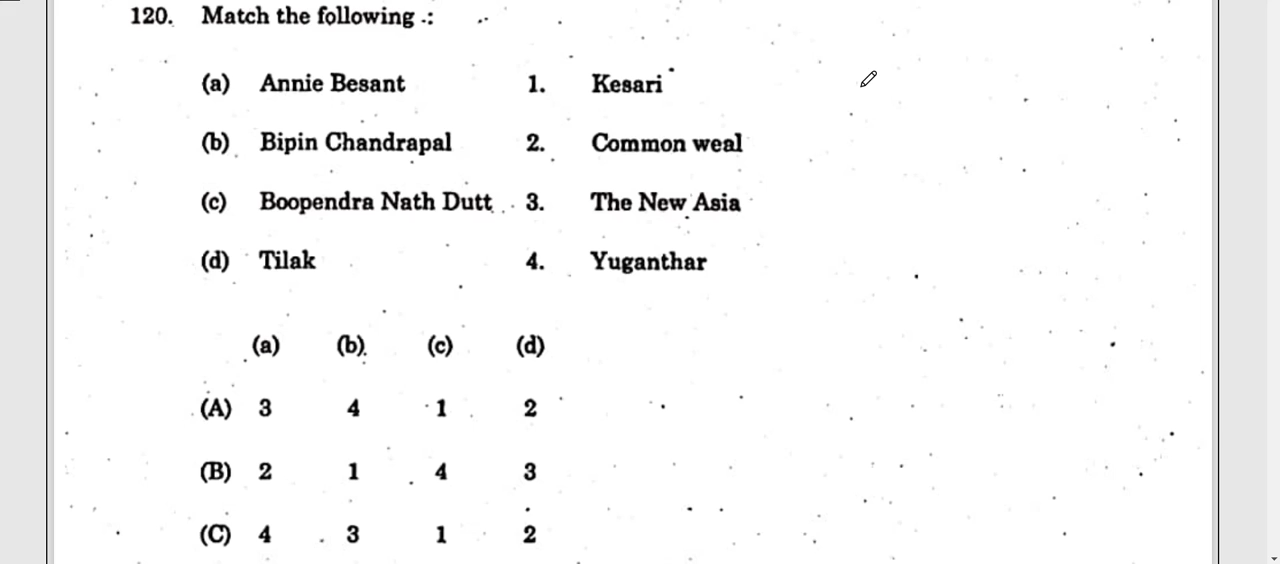 120. Match the following :
(a) Annie Besant 1. Kesari
(b) Bipin Chandrapal 2. Common weal
(c) Boopendra Nath Dutt 3. The New Asia
(d) Tilak 4. Yuganthar
(a) (b) (c) (d)
(A) 3 4 1 2
(B) 2 1 4 3
(C) 4 3 1 2